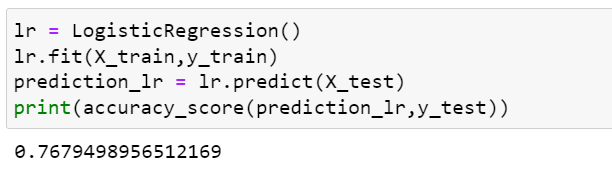 lr = LogisticRegression()
lr.fit(X_train,y_train)
prediction_lr = lr.predict(X_test)
print(accuracy_score(prediction_lr,y_test))
0.7679498956512169